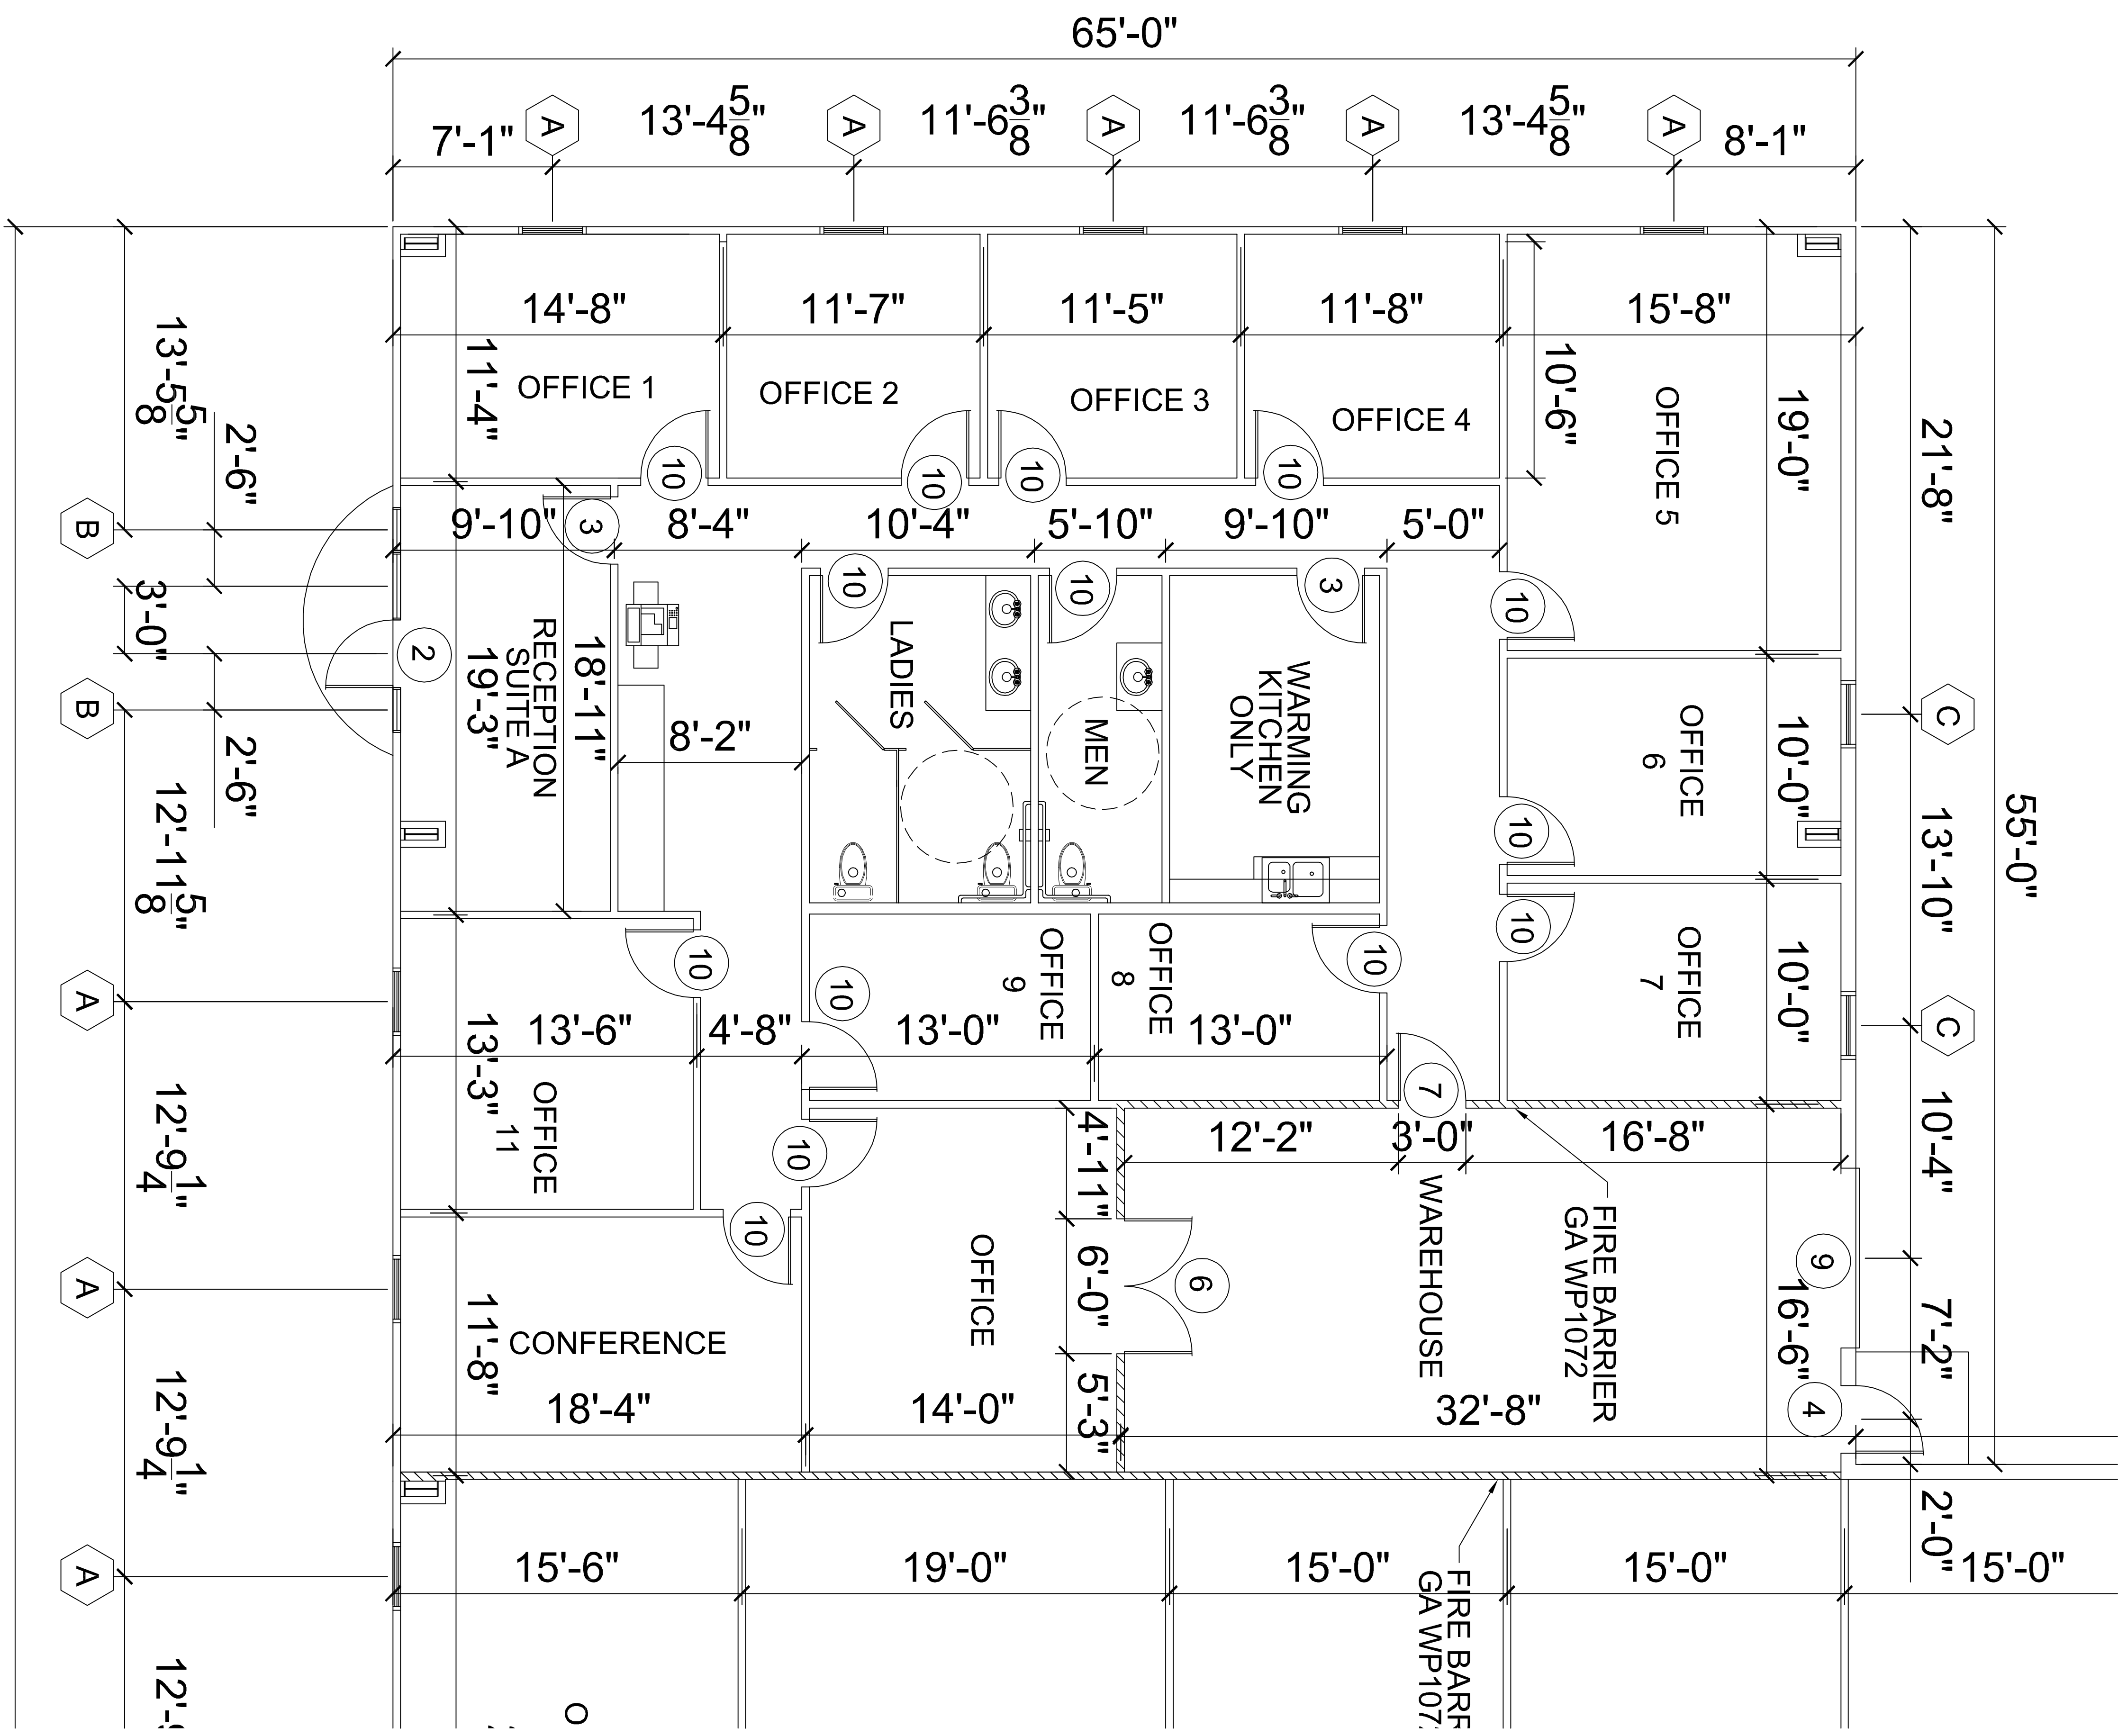 65'-0"
7'-1"
A
13'-4 5/8"
A
11'-6 3/8"
A
11'-6 3/8"
A
13'-4 5/8"
A
8'-1"
14'-8"
11'-7"
11'-5"
11'-8"
15'-8"
11'-4"
OFFICE 1
OFFICE 2
OFFICE 3
OFFICE 4
10'-6"
OFFICE 5
19'-0"
21'-8"
55'-0"
13'-5 5/8"
2'-6"
B
3'-0"
B
2'-6"
12'-11 5/8"
10
10
10
10
9'-10"
3
8'-4"
10'-4"
5'-10"
9'-10"
5'-0"
2
RECEPTION
SUITE A
19'-3"
18'-11"
8'-2"
10
LADIES
10
MEN
3
WARMING
KITCHEN
ONLY
10
OFFICE
6
10'-0"
C
13'-10"
10
10
OFFICE
7
10'-0"
C
10'-4"
A
12'-9 1/4"
A
12'-9 1/4"
A
10
10
OFFICE
9
OFFICE
8
10
13'-6"
4'-8"
13'-0"
13'-0"
13'-3"
OFFICE
11
10
10
7
4'-11"
12'-2"
3'-0"
16'-8"
OFFICE
6'-0"
6
WAREHOUSE
FIRE BARRIER
GA WP1072
9
16'-6"
7'-2"
11'-8"
CONFERENCE
18'-4"
14'-0"
5'-3"
32'-8"
4
2'-0"
15'-6"
19'-0"
15'-0"
15'-0"
15'-0"
FIRE BARR
GA WP107
O